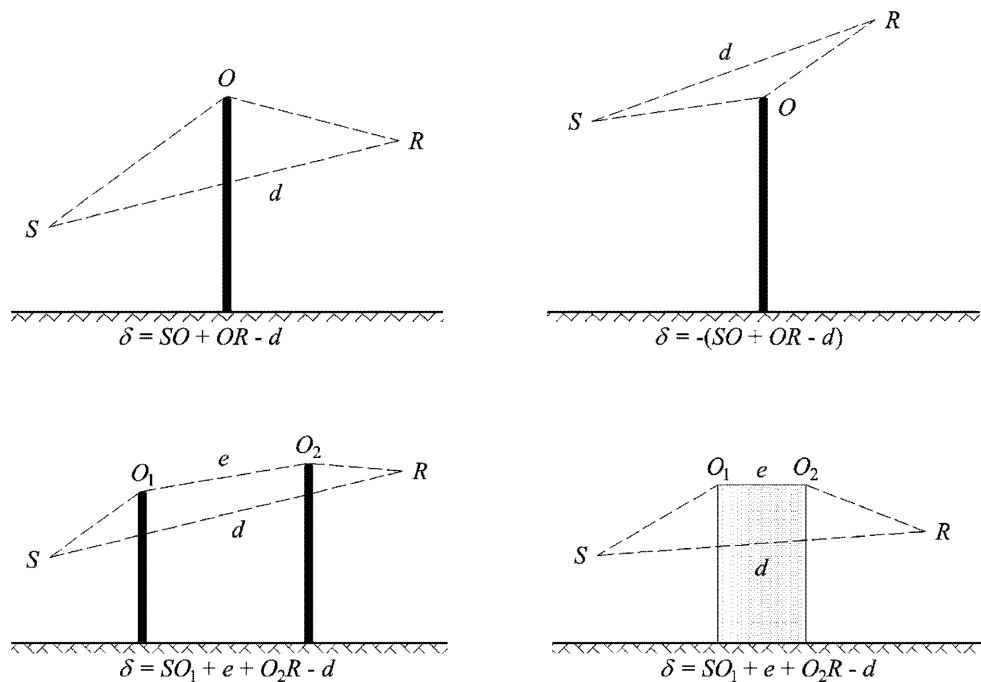 O
S
R
d
δ = SO + OR - d
R
d
S
O
δ = -(SO + OR - d)
O₁
e
O₂
R
d
S
δ = SO₁ + e + O₂R - d
O₁ e O₂
S
R
d
δ = SO₁ + e + O₂R - d